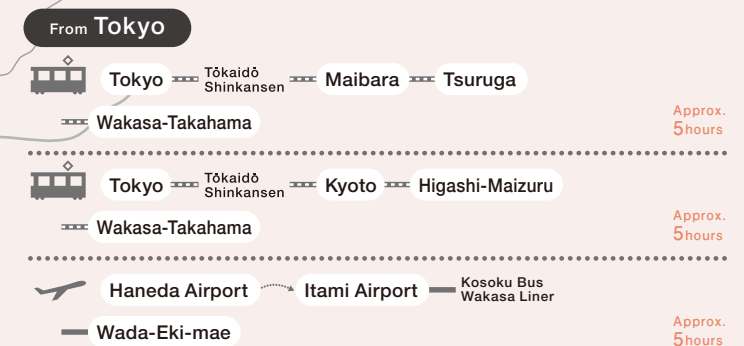 From Tokyo
Tokyo Tōkaidō Shinkansen Maibara Tsuruga
Wakasa-Takahama
Approx. 5hours
Tokyo Tōkaidō Shinkansen Kyoto Higashi-Maizuru
Wakasa-Takahama
Approx. 5hours
Haneda Airport Itami Airport Kosoku Bus Wakasa Liner
Wada-Eki-mae
Approx. 5hours